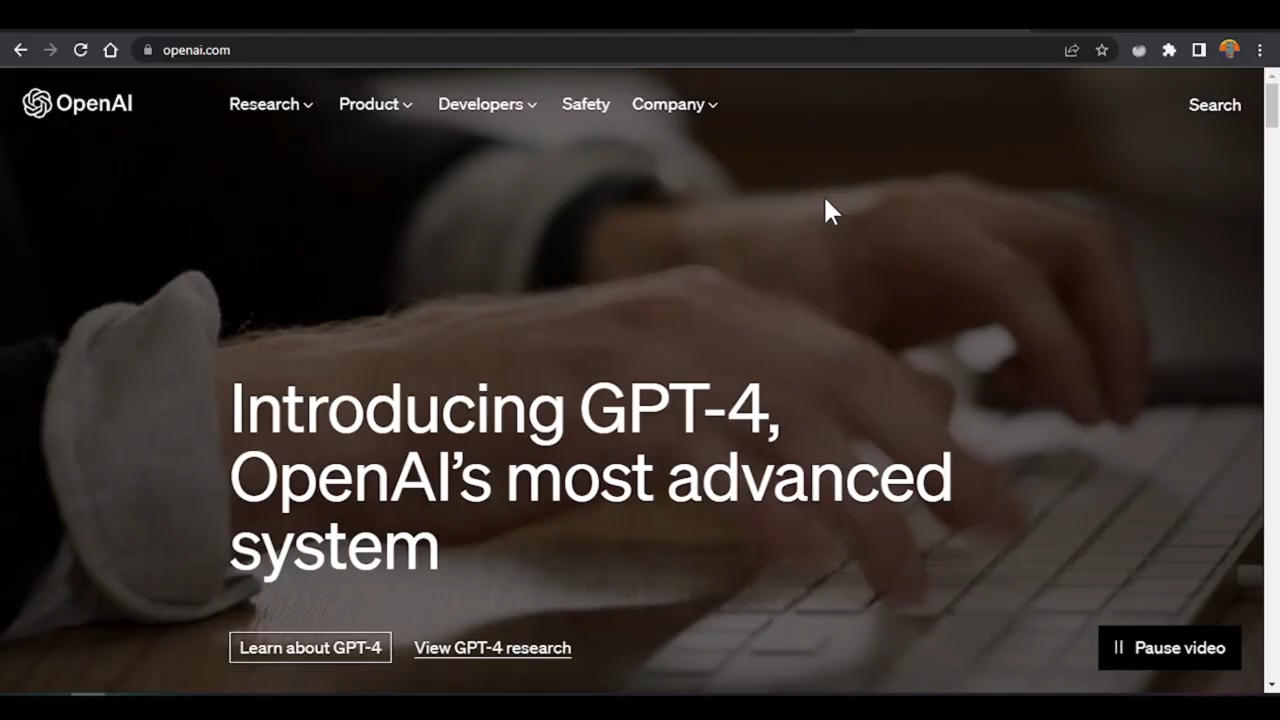 openai.com
OpenAI
Research
Product
Developers
Safety
Company
Search
Introducing GPT-4,
OpenAI’s most advanced
system
Learn about GPT-4
View GPT-4 research
Pause video